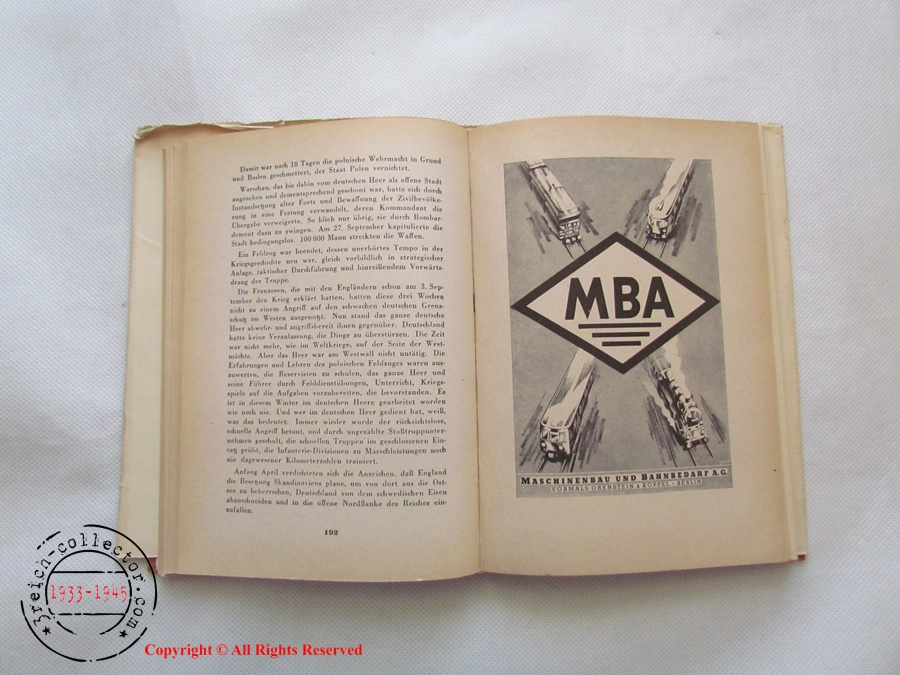 Damit war nach 18 Tagen die polnische Wehrmacht in Grund
und Boden geschmettert, der Staat Polen vernichtet.
Warschau, das bis dahin vom deutschen Heer als offene Stadt
angesehen und dementsprechend geschont war, hatte sich durch
Instandsetzung alter Forts und Bewaffnung der Zivilbevölke-
rung in eine Festung verwandelt, deren Kommandant die
Übergabe verweigerte. So blieb nur übrig, sie durch Bombar-
dement dazu zu zwingen. Am 27. September kapitulierte die
Stadt bedingungslos. 100 000 Mann streckten die Waffen.
Ein Feldzug war beendet, dessen unerhörtes Tempo in der
Kriegsgeschichte neu war, gleich vorbildlich in strategischer
Anlage, taktischer Durchführung und hinreißendem Vorwärts-
drang der Truppe.
Die Franzosen, die mit den Engländern schon am 3. Sep-
tember den Krieg erklärt hatten, hatten diese drei Wochen
nicht zu einem Angriff auf den schwachen deutschen Grenz-
schutz im Westen ausgenutzt. Nun stand das ganze deutsche
Heer abwehr- und angriffsbereit ihnen gegenüber. Deutschland
hatte keine Veranlassung, die Dinge zu überstürzen. Die Zeit
war nicht mehr, wie im Weltkriege, auf der Seite der West-
mächte. Aber das Heer war am Westwall nicht untätig. Die
Erfahrungen und Lehren des polnischen Feldzuges waren aus-
zuwerten, die Reservisten zu schulen, das ganze Heer und
seine Führer durch Felddienstübungen, Unterricht, Kriegs-
spiele auf die Aufgaben vorzubereiten, die bevorstanden. Es
ist in diesem Winter im deutschen Heere gearbeitet worden
wie noch nie. Und wer im deutschen Heer gedient hat, weiß,
was das bedeutet. Immer wieder wurde der rücksichtslose,
schnelle Angriff betont, und durch ungezählte Stoßtruppunter-
nehmen geschult, die schnellen Truppen im geschlossenen Ein-
satz geübt, die Infanterie-Divisionen zu Marschleistungen noch
nie dagewesener Kilometerzahlen trainiert.
Anfang April verdichteten sich die Anzeichen, daß England
die Besetzung Skandinaviens plane, um von dort aus die Ost-
see zu beherrschen, Deutschland von dem schwedischen Eisen
abzuschneiden und in die offene Nordflanke des Reiches ein-
zufallen.
192
MBA
MASCHINENBAU UND BAHNBEDARF A.G.
VORMALS ORENSTEIN & KOPPEL · BERLIN
3reich-collector.com
1933-1945
Copyright © All Rights Reserved